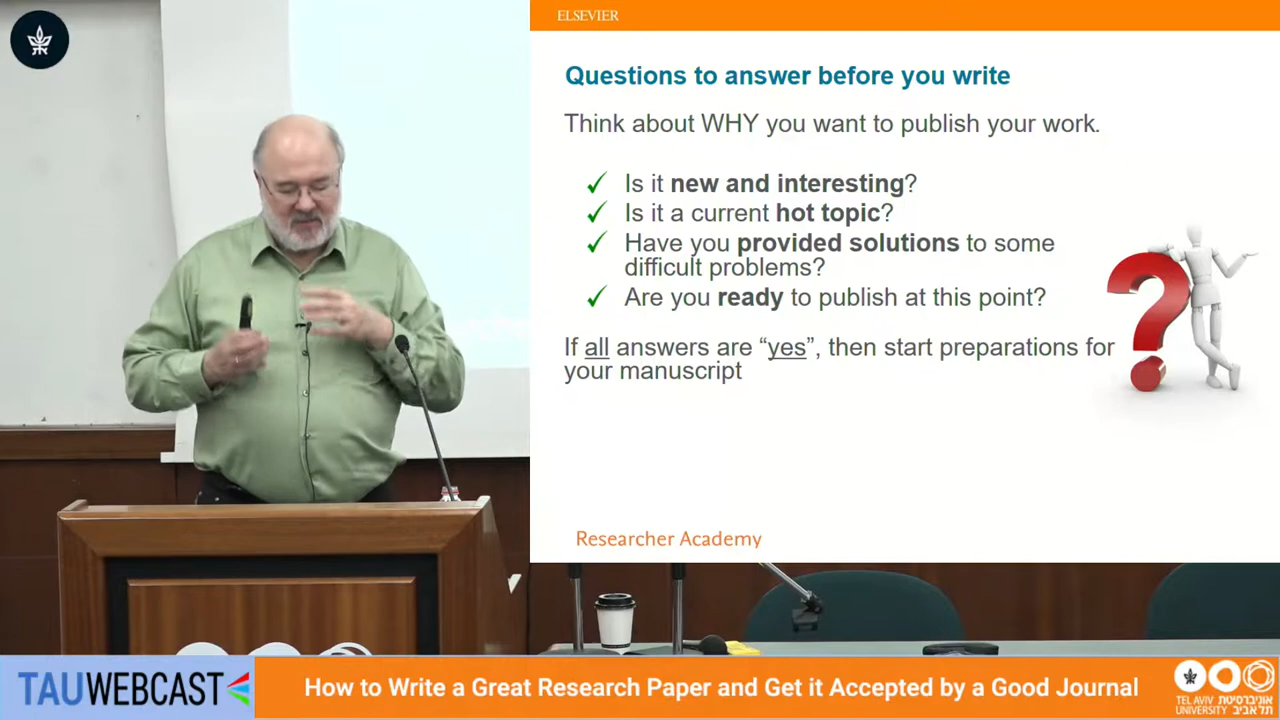 ELSEVIER
Questions to answer before you write
Think about WHY you want to publish your work.
✓ Is it new and interesting?
✓ Is it a current hot topic?
✓ Have you provided solutions to some
difficult problems?
✓ Are you ready to publish at this point?
If all answers are “yes”, then start preparations for
your manuscript
Researcher Academy
TAUWEBCAST
How to Write a Great Research Paper and Get it Accepted by a Good Journal
TEL AVIV אוניברסיטת
UNIVERSITY תל אביב